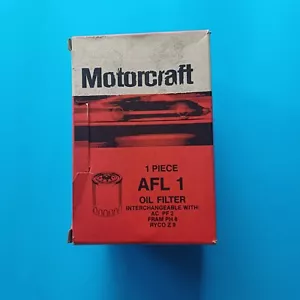 Motorcraft
1 PIECE
AFL 1
OIL FILTER
INTERCHANGEABLE WITH:
AC PF 2
FRAM PH 8
RYCO Z 9